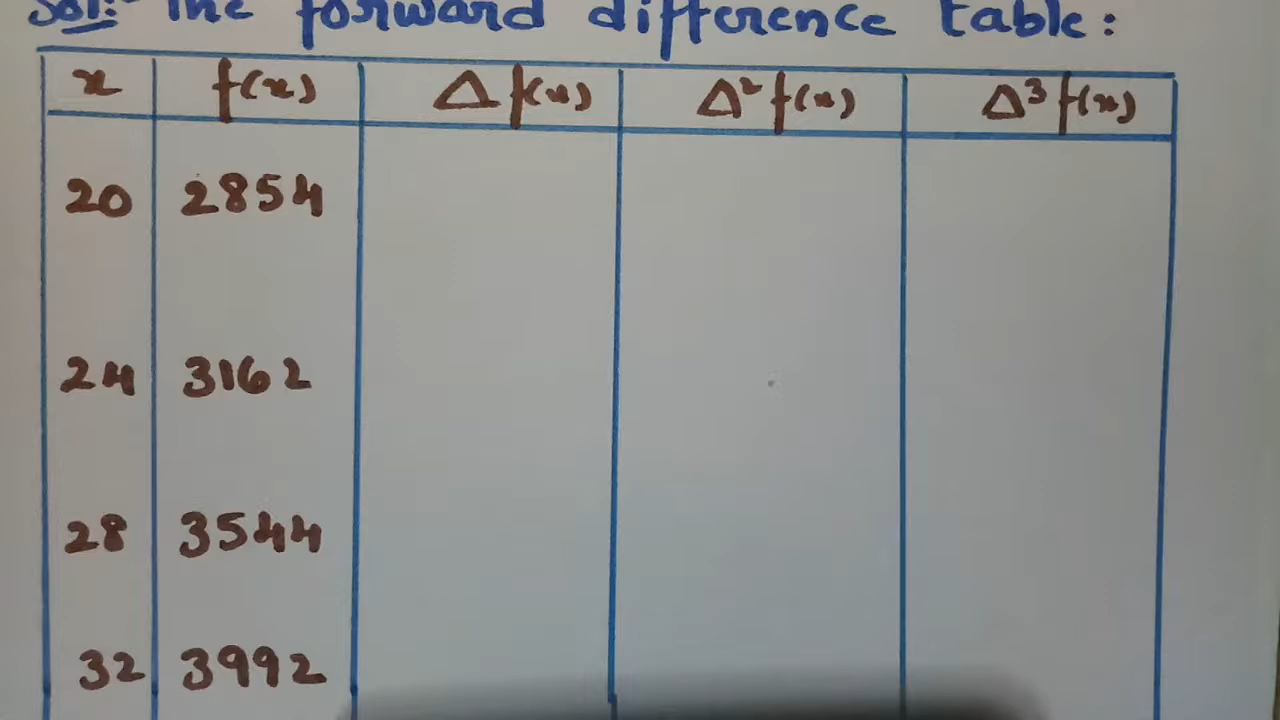 Sol: The forward difference table:
x f(x) Δf(x) Δ²f(x) Δ³f(x)
20 2854
24 3162
28 3544
32 3992